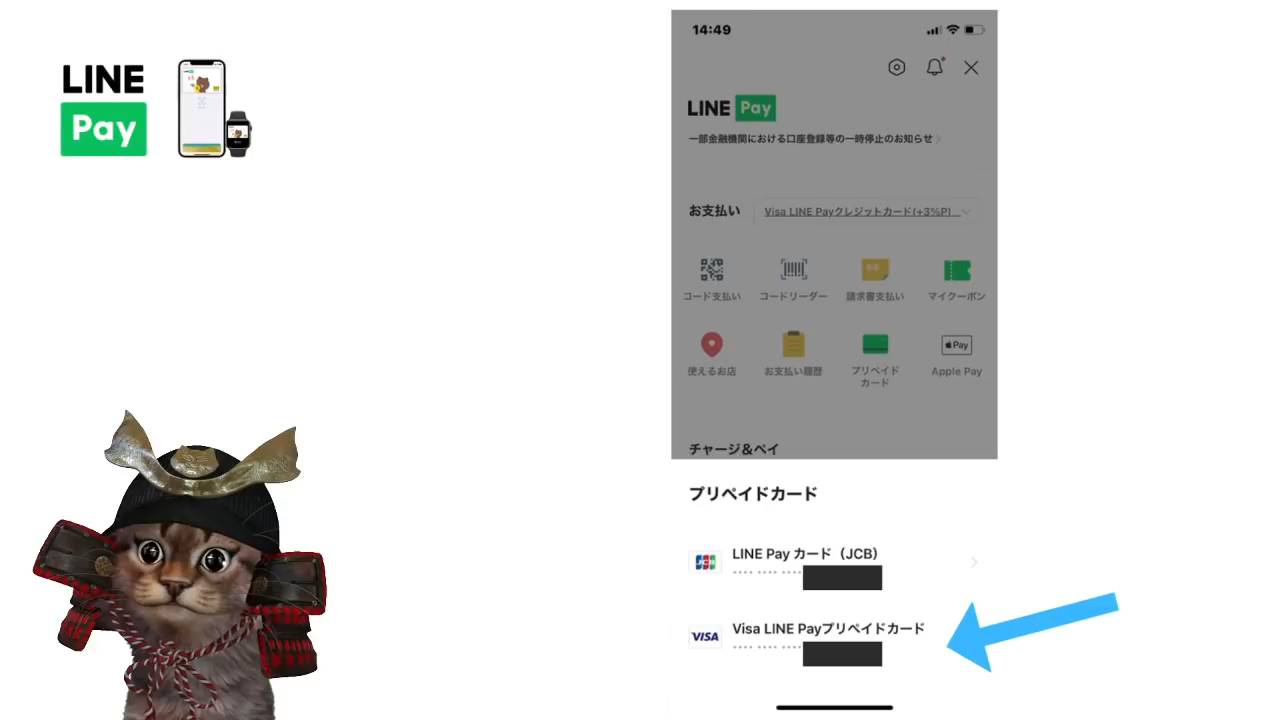 LINE
Pay
14:49
LINE Pay
一部金融機関における口座登録等の一時停止のお知らせ
お支払い
Visa LINE Payクレジットカード(+3%P)
コード支払い
コードリーダー
請求書支払い
マイクーポン
Pay
使えるお店
お支払い履歴
プリペイド
カード
Apple Pay
チャージ&ペイ
プリペイドカード
JCB
LINE Pay カード（JCB）
VISA
Visa LINE Payプリペイドカード